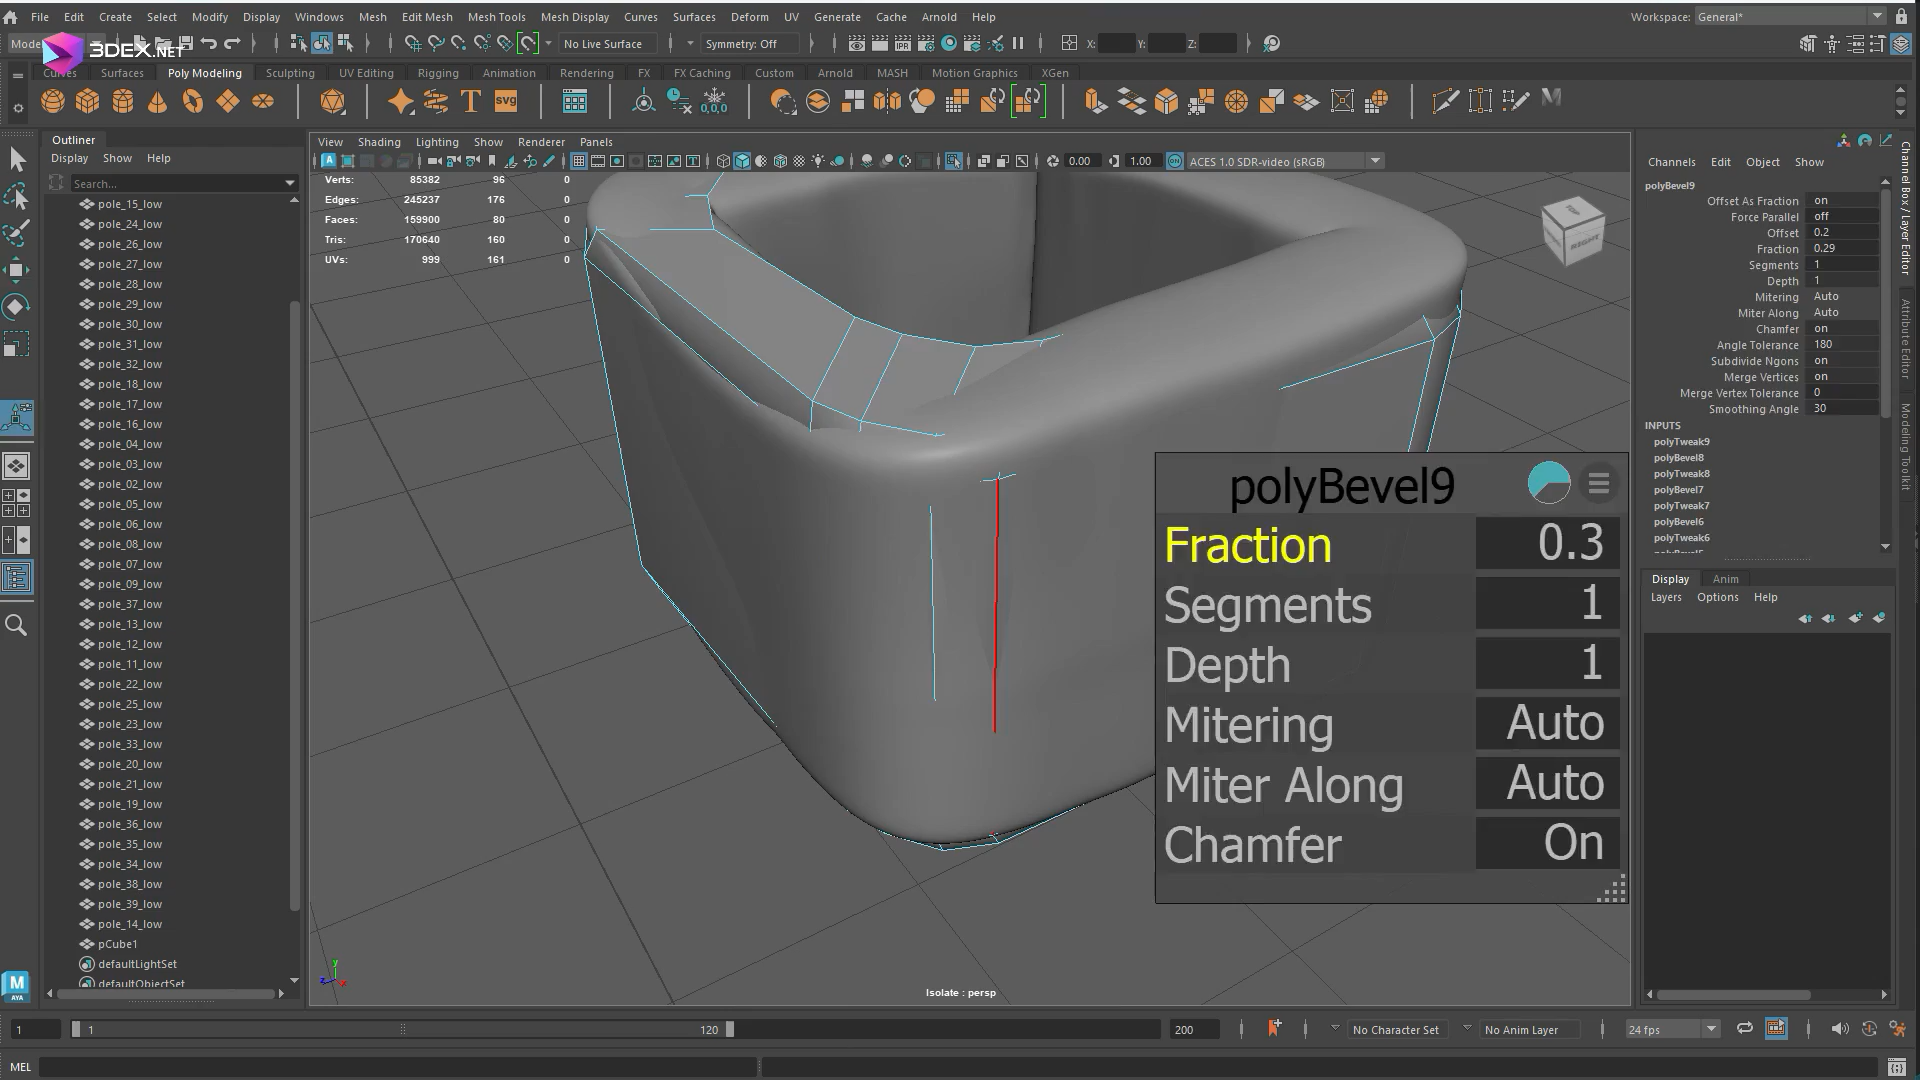 File Edit Create Select Modify Display Windows Mesh Edit Mesh Mesh Tools Mesh Display Curves Surfaces Deform UV Generate Cache Arnold Help
Workspace: General*
3DEX.NET
No Live Surface
Symmetry: Off
X: Y: Z:
Curves Surfaces Poly Modeling Sculpting UV Editing Rigging Animation Rendering FX FX Caching Custom Arnold MASH Motion Graphics XGen
Outliner
Display Show Help
Search...
pole_15_low
pole_24_low
pole_26_low
pole_27_low
pole_28_low
pole_29_low
pole_30_low
pole_31_low
pole_32_low
pole_18_low
pole_17_low
pole_16_low
pole_04_low
pole_03_low
pole_02_low
pole_05_low
pole_06_low
pole_08_low
pole_07_low
pole_09_low
pole_37_low
pole_13_low
pole_12_low
pole_11_low
pole_22_low
pole_25_low
pole_23_low
pole_33_low
pole_20_low
pole_21_low
pole_19_low
pole_36_low
pole_35_low
pole_34_low
pole_38_low
pole_39_low
pole_14_low
pCube1
defaultLightSet
defaultObjectSet
View Shading Lighting Show Renderer Panels
0.00 1.00 ACES 1.0 SDR-video (sRGB)
Verts: 85382 96 0
Edges: 245237 176 0
Faces: 159900 80 0
Tris: 170640 160 0
UVs: 999 161 0
RIGHT
polyBevel9
Fraction 0.3
Segments 1
Depth 1
Mitering Auto
Miter Along Auto
Chamfer On
Isolate : persp
Channels Edit Object Show
polyBevel9
Offset As Fraction on
Force Parallel off
Offset 0.2
Fraction 0.29
Segments 1
Depth 1
Mitering Auto
Miter Along Auto
Chamfer on
Angle Tolerance 180
Subdivide Ngons on
Merge Vertices on
Merge Vertex Tolerance 0
Smoothing Angle 30
INPUTS
polyTweak9
polyBevel8
polyTweak8
polyBevel7
polyTweak7
polyBevel6
polyTweak6
Display Anim
Layers Options Help
Channel Box / Layer Editor
Attribute Editor
Modeling Toolkit
1 1 120 200
No Character Set
No Anim Layer
24 fps
MEL